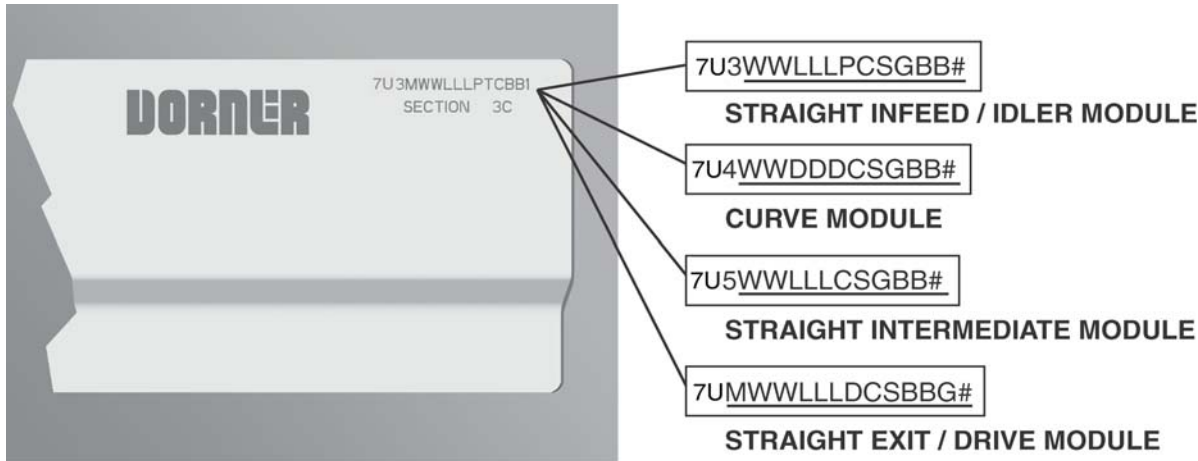 DORNER
7U3MWWLLLPTCBB1
SECTION 3C
7U3WWLLLPCSGBB#
STRAIGHT INFEED / IDLER MODULE
7U4WWDDDCSGBB#
CURVE MODULE
7U5WWLLLCSGBB#
STRAIGHT INTERMEDIATE MODULE
7UMWWLLLDCSBBG#
STRAIGHT EXIT / DRIVE MODULE